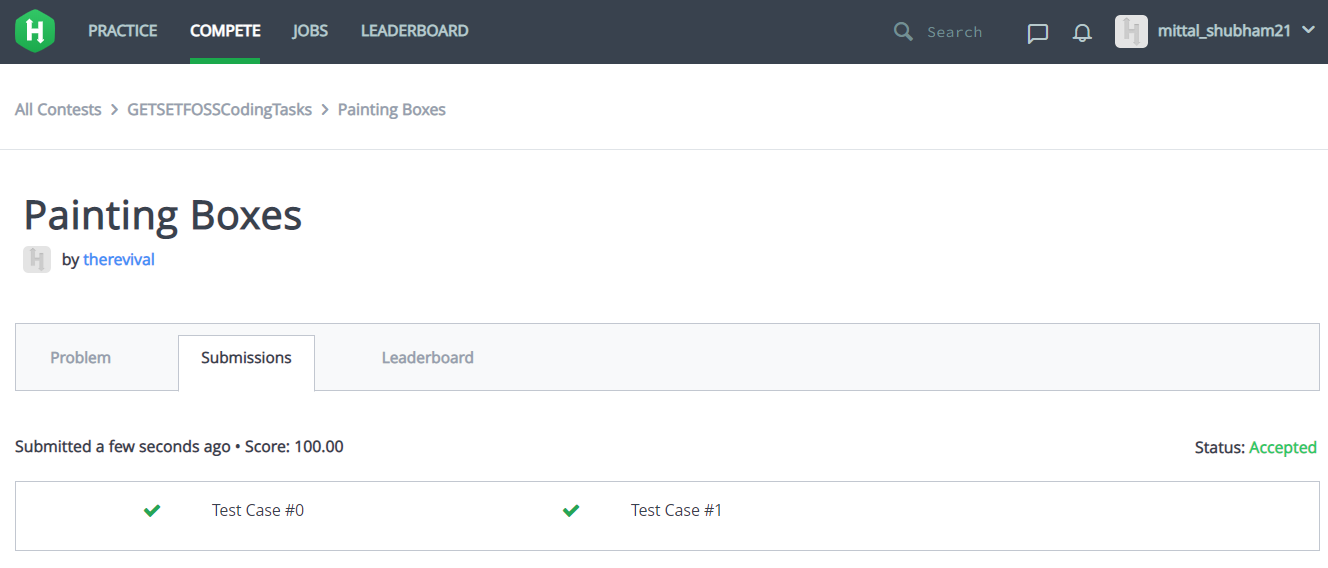 PRACTICE COMPETE JOBS LEADERBOARD Search mittal_shubham21
All Contests > GETSETFOSSCodingTasks > Painting Boxes
Painting Boxes
by therevival
Problem Submissions Leaderboard
Submitted a few seconds ago • Score: 100.00 Status: Accepted
Test Case #0 Test Case #1